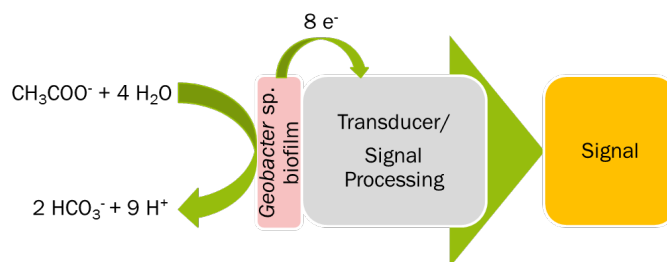 8 e⁻
CH₃COO⁻ + 4 H₂O
Geobacter sp.
biofilm
Transducer/
Signal
Processing
Signal
2 HCO₃⁻ + 9 H⁺